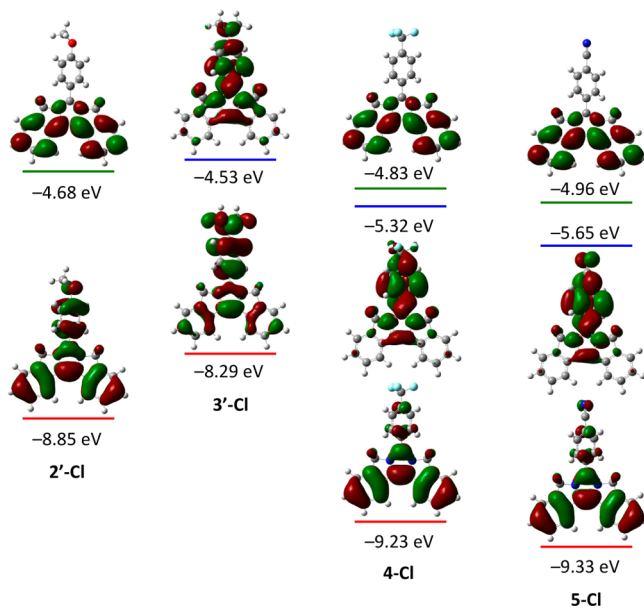 −4.68 eV
−4.53 eV
−4.83 eV
−4.96 eV
−5.32 eV
−5.65 eV
−8.29 eV
3’-Cl
−8.85 eV
2’-Cl
−9.23 eV
4-Cl
−9.33 eV
5-Cl